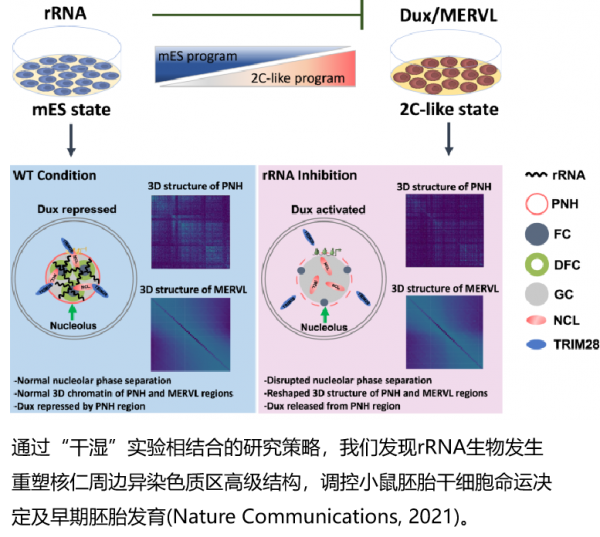 rRNA
Dux/MERVL
mES program
2C-like program
mES state
2C-like state
WT Condition
3D structure of PNH
Dux repressed
3D structure of MERVL
Nucleolus
-Normal nucleolar phase separation
-Normal 3D chromatin of PNH and MERVL regions
-Dux repressed by PNH region
rRNA Inhibition
3D structure of PNH
Dux activated
3D structure of MERVL
Nucleolus
-Disrupted nucleolar phase separation
-Reshaped 3D structure of PNH and MERVL regions
-Dux released from PNH region
rRNA
PNH
FC
DFC
GC
NCL
TRIM28
通过“干湿”实验相结合的研究策略，我们发现rRNA生物发生
重塑核仁周边异染色质区高级结构，调控小鼠胚胎干细胞命运决
定及早期胚胎发育(Nature Communications, 2021)。